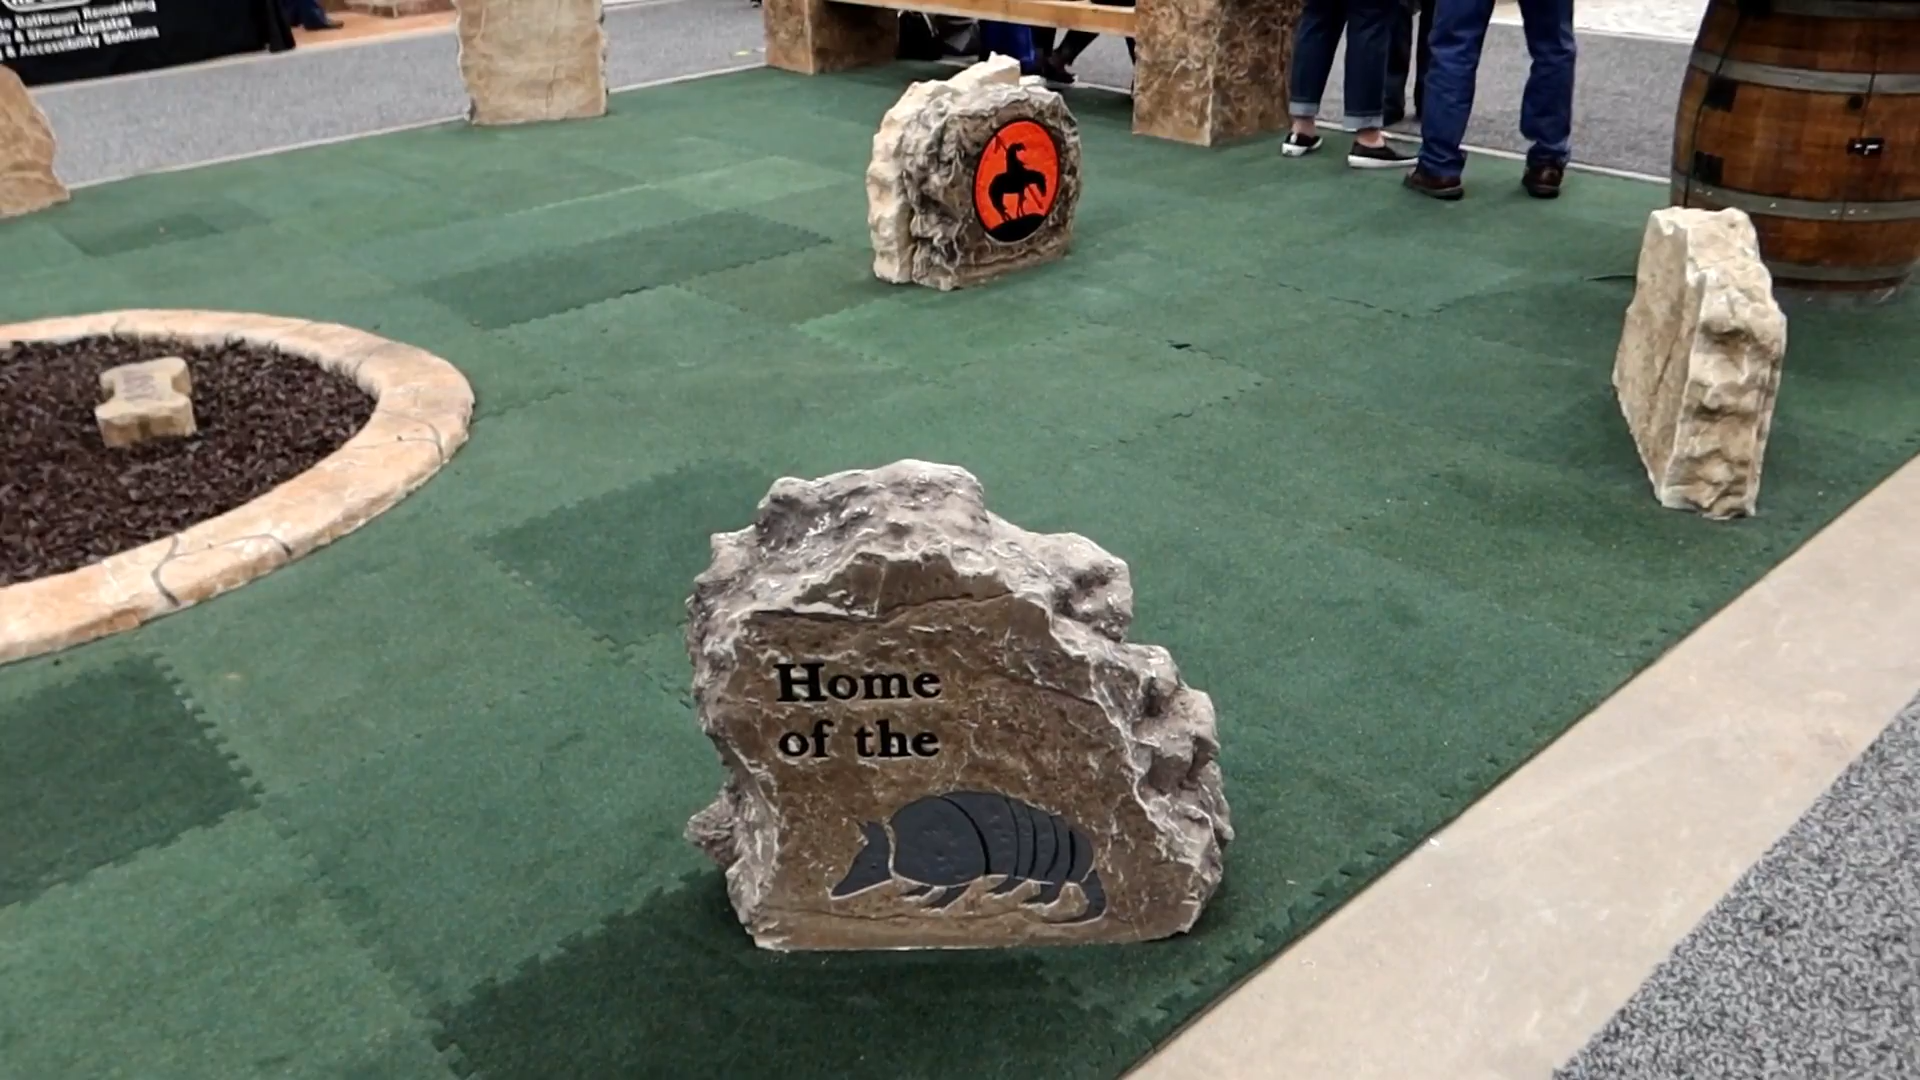 Bathroom Remodeling
& Shower Updates
& Accessibility Solutions
Home
of the